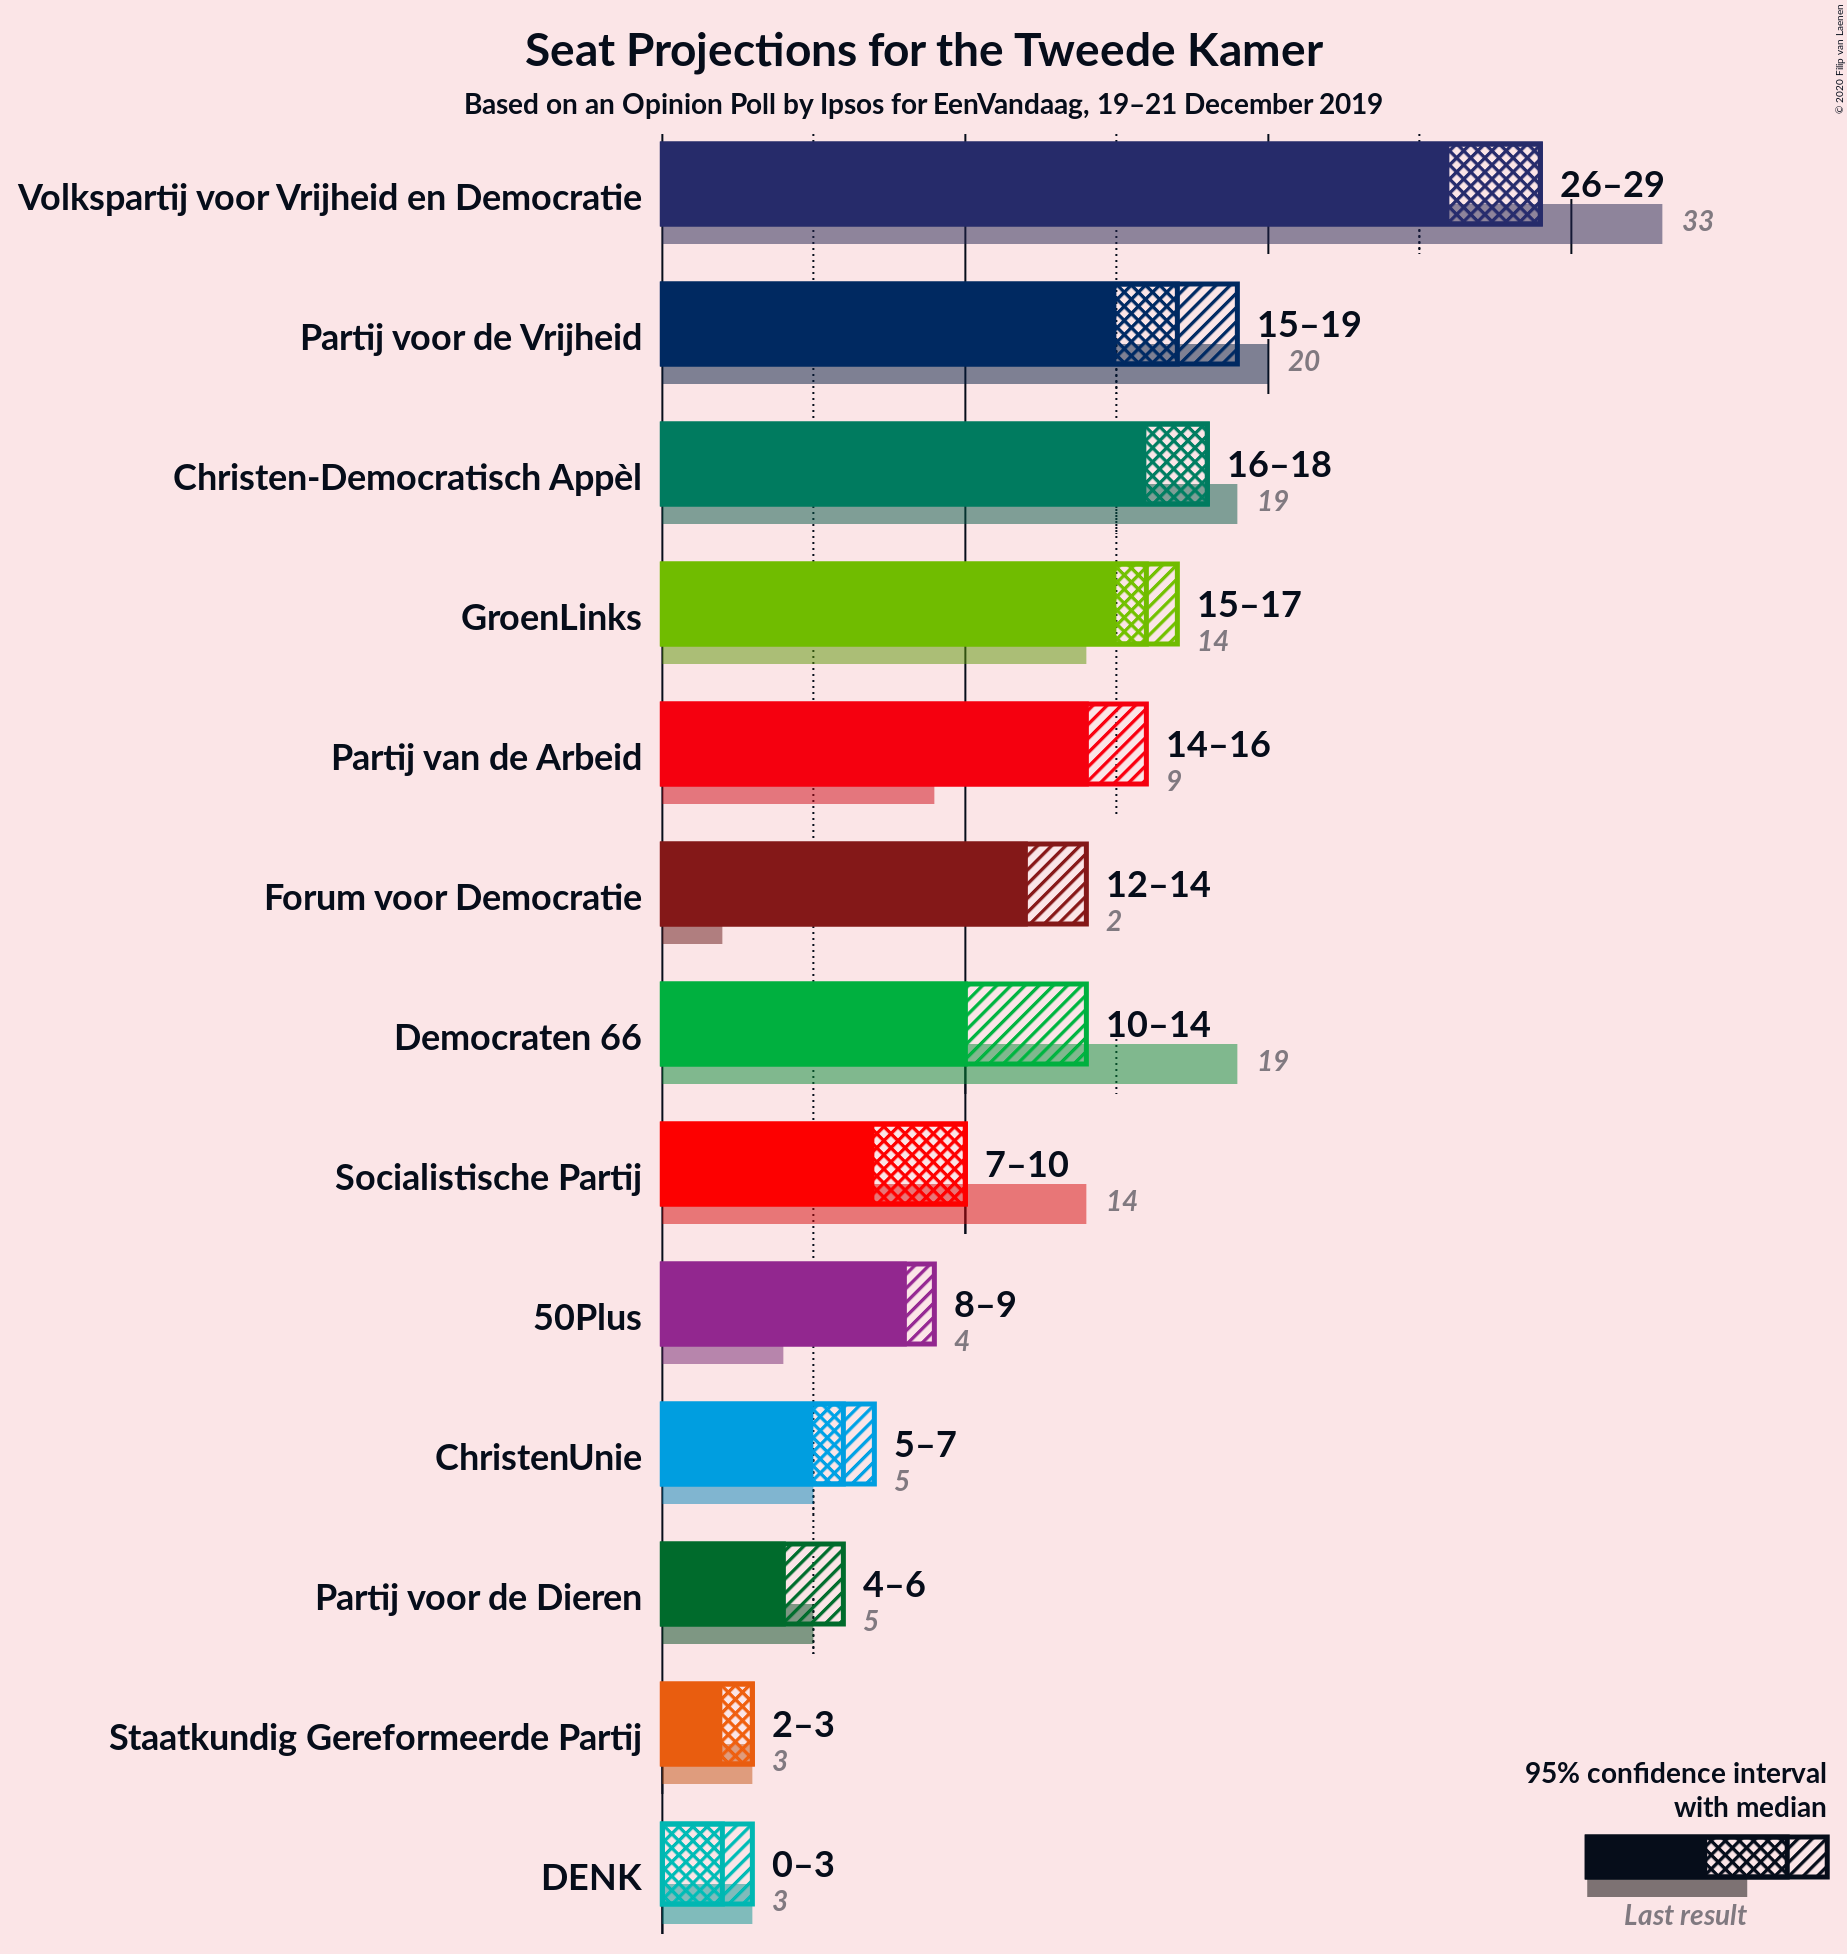 © 2020 Filip van Laenen
Seat Projections for the Tweede Kamer
Based on an Opinion Poll by Ipsos for EenVandaag, 19–21 December 2019
Volkspartij voor Vrijheid en Democratie
26–29
33
Partij voor de Vrijheid
15–19
20
Christen-Democratisch Appèl
16–18
19
GroenLinks
15–17
14
Partij van de Arbeid
14–16
9
Forum voor Democratie
12–14
2
Democraten 66
10–14
19
Socialistische Partij
7–10
14
50Plus
8–9
4
ChristenUnie
5–7
5
Partij voor de Dieren
4–6
5
Staatkundig Gereformeerde Partij
2–3
3
DENK
0–3
3
95% confidence interval
with median
Last result